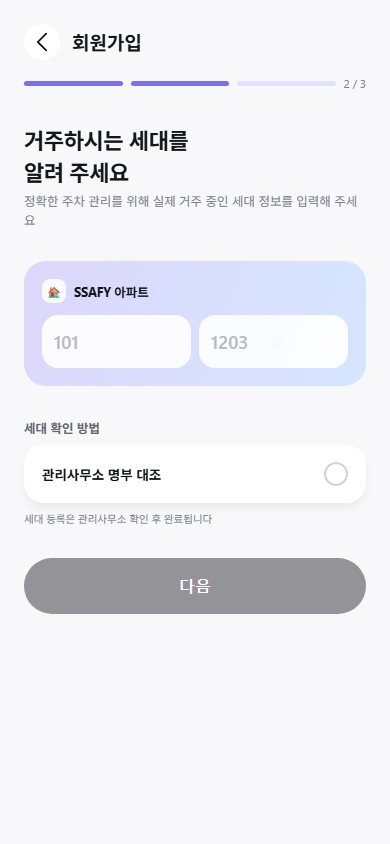 회원가입
2 / 3
거주하시는 세대를
알려 주세요
정확한 주차 관리를 위해 실제 거주 중인 세대 정보를 입력해 주세
요
SSAFY 아파트
101
1203
세대 확인 방법
관리사무소 명부 대조
세대 등록은 관리사무소 확인 후 완료됩니다
다음